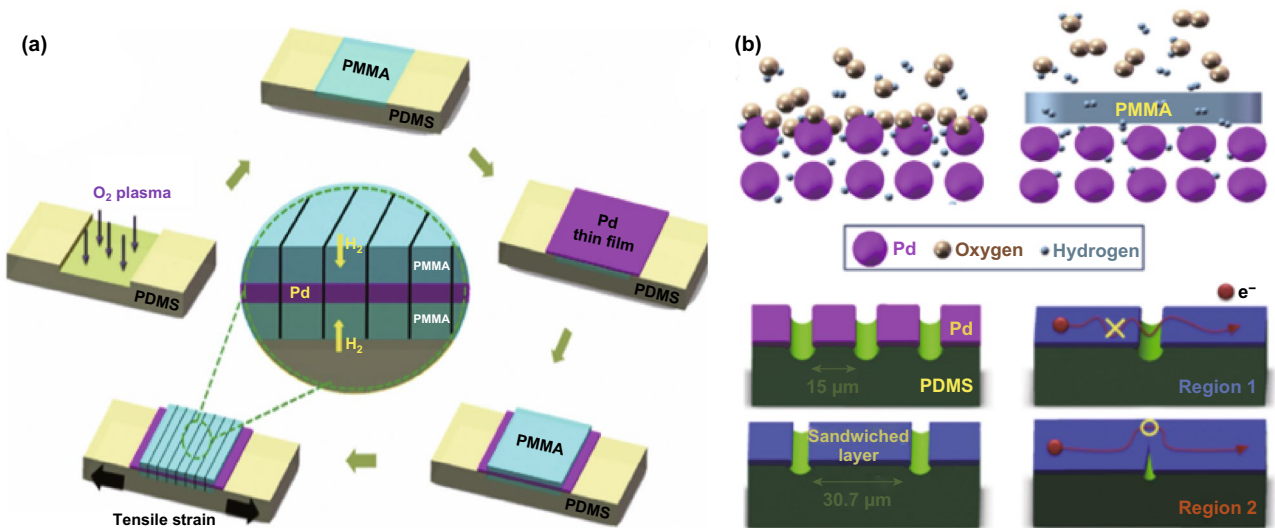 (a)
PMMA
PDMS
O₂ plasma
PDMS
Pd
thin film
PDMS
H₂
PMMA
Pd
PMMA
H₂
PMMA
PDMS
Tensile strain
(b)
PMMA
Pd
Oxygen
Hydrogen
e⁻
Pd
15 µm
PDMS
Region 1
Sandwiched
layer
30.7 µm
Region 2